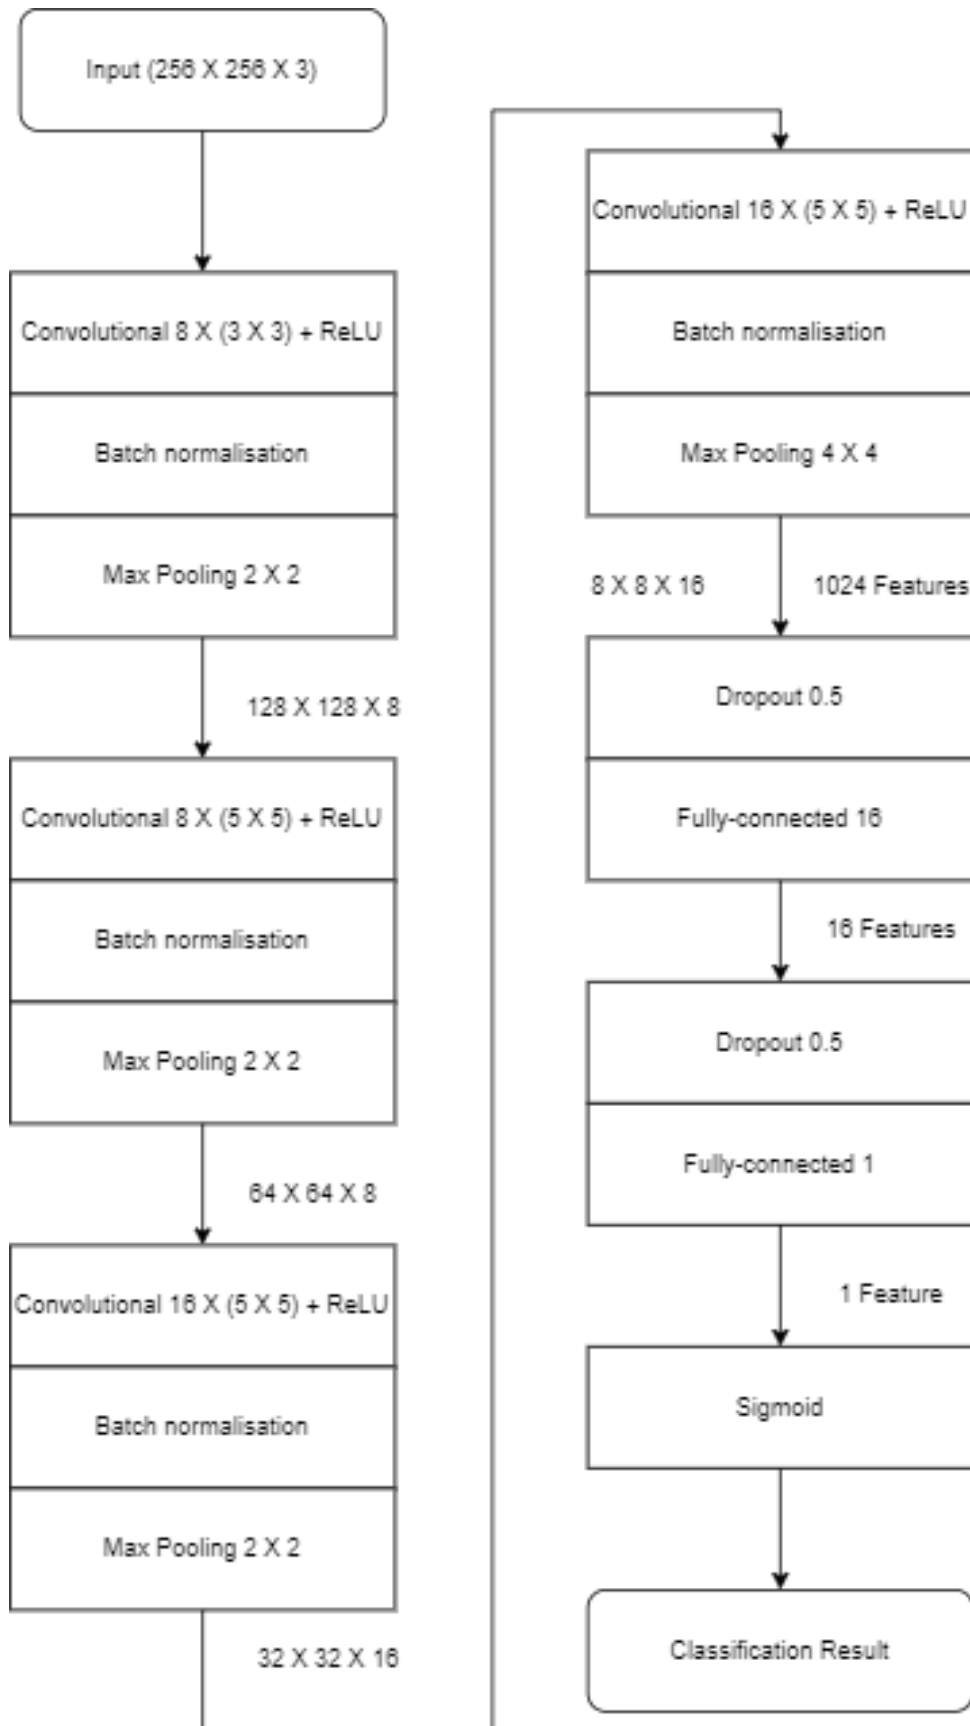 Input (256 X 256 X 3)
Convolutional 8 X (3 X 3) + ReLU
Batch normalisation
Max Pooling 2 X 2
128 X 128 X 8
Convolutional 8 X (5 X 5) + ReLU
Batch normalisation
Max Pooling 2 X 2
64 X 64 X 8
Convolutional 16 X (5 X 5) + ReLU
Batch normalisation
Max Pooling 2 X 2
32 X 32 X 16
Convolutional 16 X (5 X 5) + ReLU
Batch normalisation
Max Pooling 4 X 4
8 X 8 X 16
1024 Features
Dropout 0.5
Fully-connected 16
16 Features
Dropout 0.5
Fully-connected 1
1 Feature
Sigmoid
Classification Result